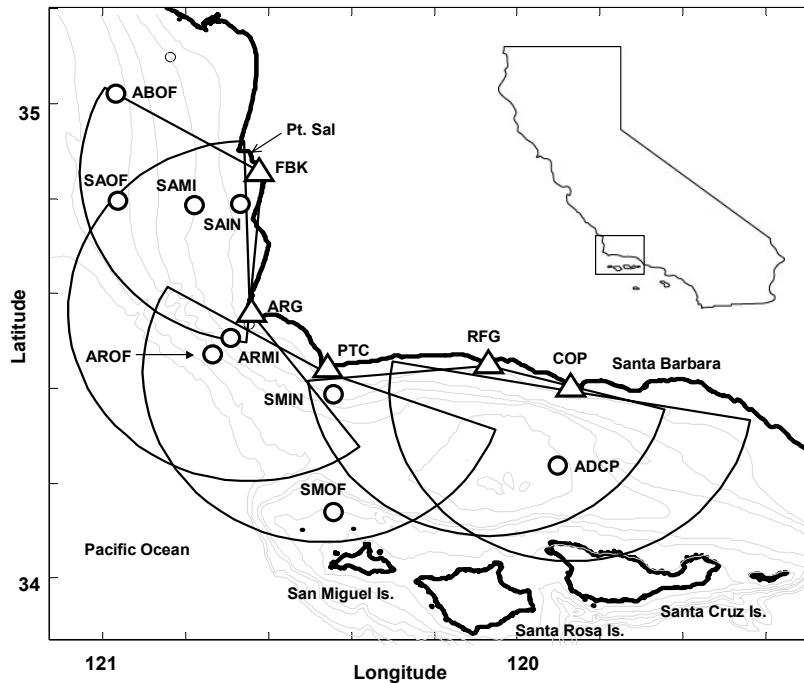 35
ABOF
Pt. Sal
FBK
SAOF
SAMI
SAIN
ARG
AROF
ARMI
PTC
RFG
COP
Santa Barbara
SMIN
ADCP
SMOF
Latitude
Pacific Ocean
34
San Miguel Is.
Santa Rosa Is.
Santa Cruz Is.
121
120
Longitude